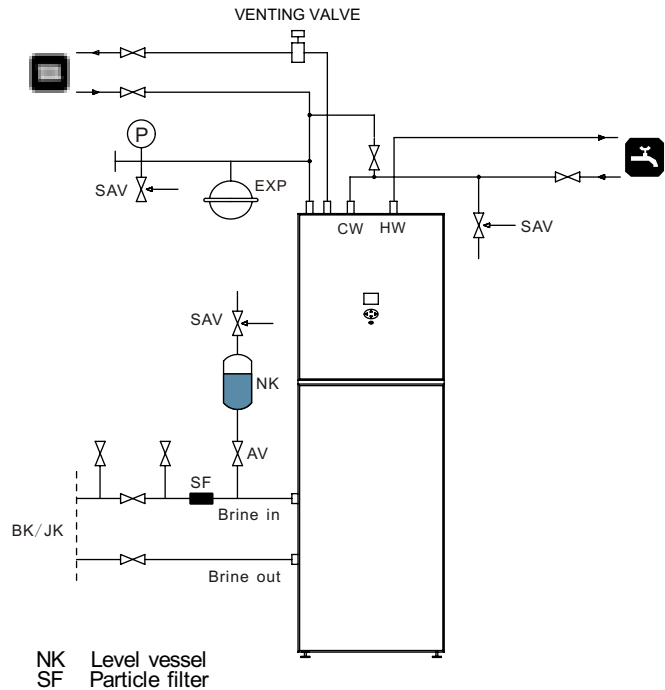 VENTING VALVE
P
SAV
EXP
CW HW
SAV
SAV
NK
AV
SF
Brine in
BK/JK
Brine out
NK Level vessel
SF Particle filter